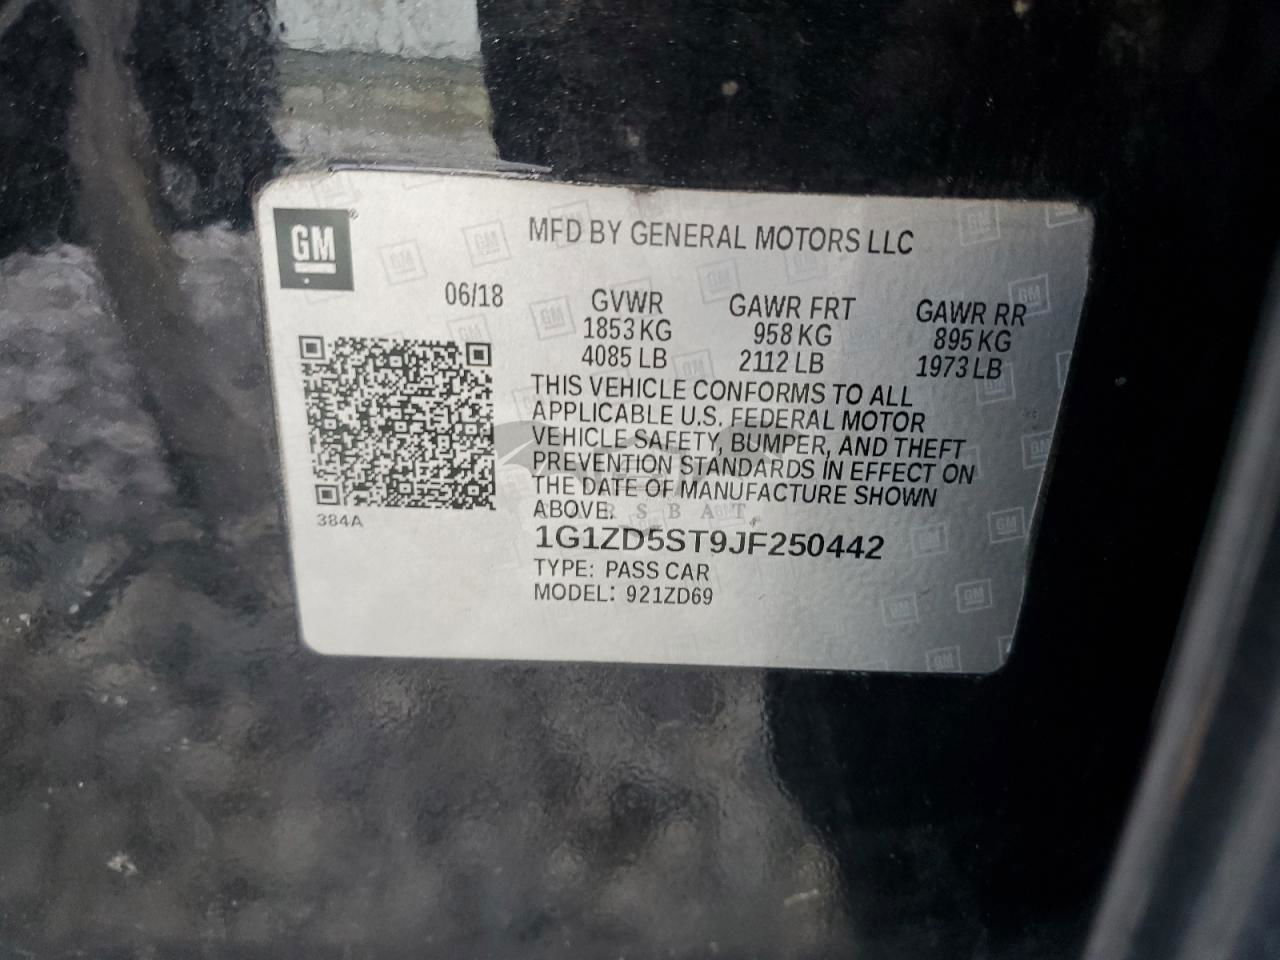 GM
MFD BY GENERAL MOTORS LLC
06/18
GVWR GAWR FRT GAWR RR
1853 KG 958 KG 895 KG
4085 LB 2112 LB 1973 LB
THIS VEHICLE CONFORMS TO ALL
APPLICABLE U.S. FEDERAL MOTOR
VEHICLE SAFETY, BUMPER, AND THEFT
PREVENTION STANDARDS IN EFFECT ON
THE DATE OF MANUFACTURE SHOWN
ABOVE.
384A
1G1ZD5ST9JF250442
TYPE: PASS CAR
MODEL: 921ZD69